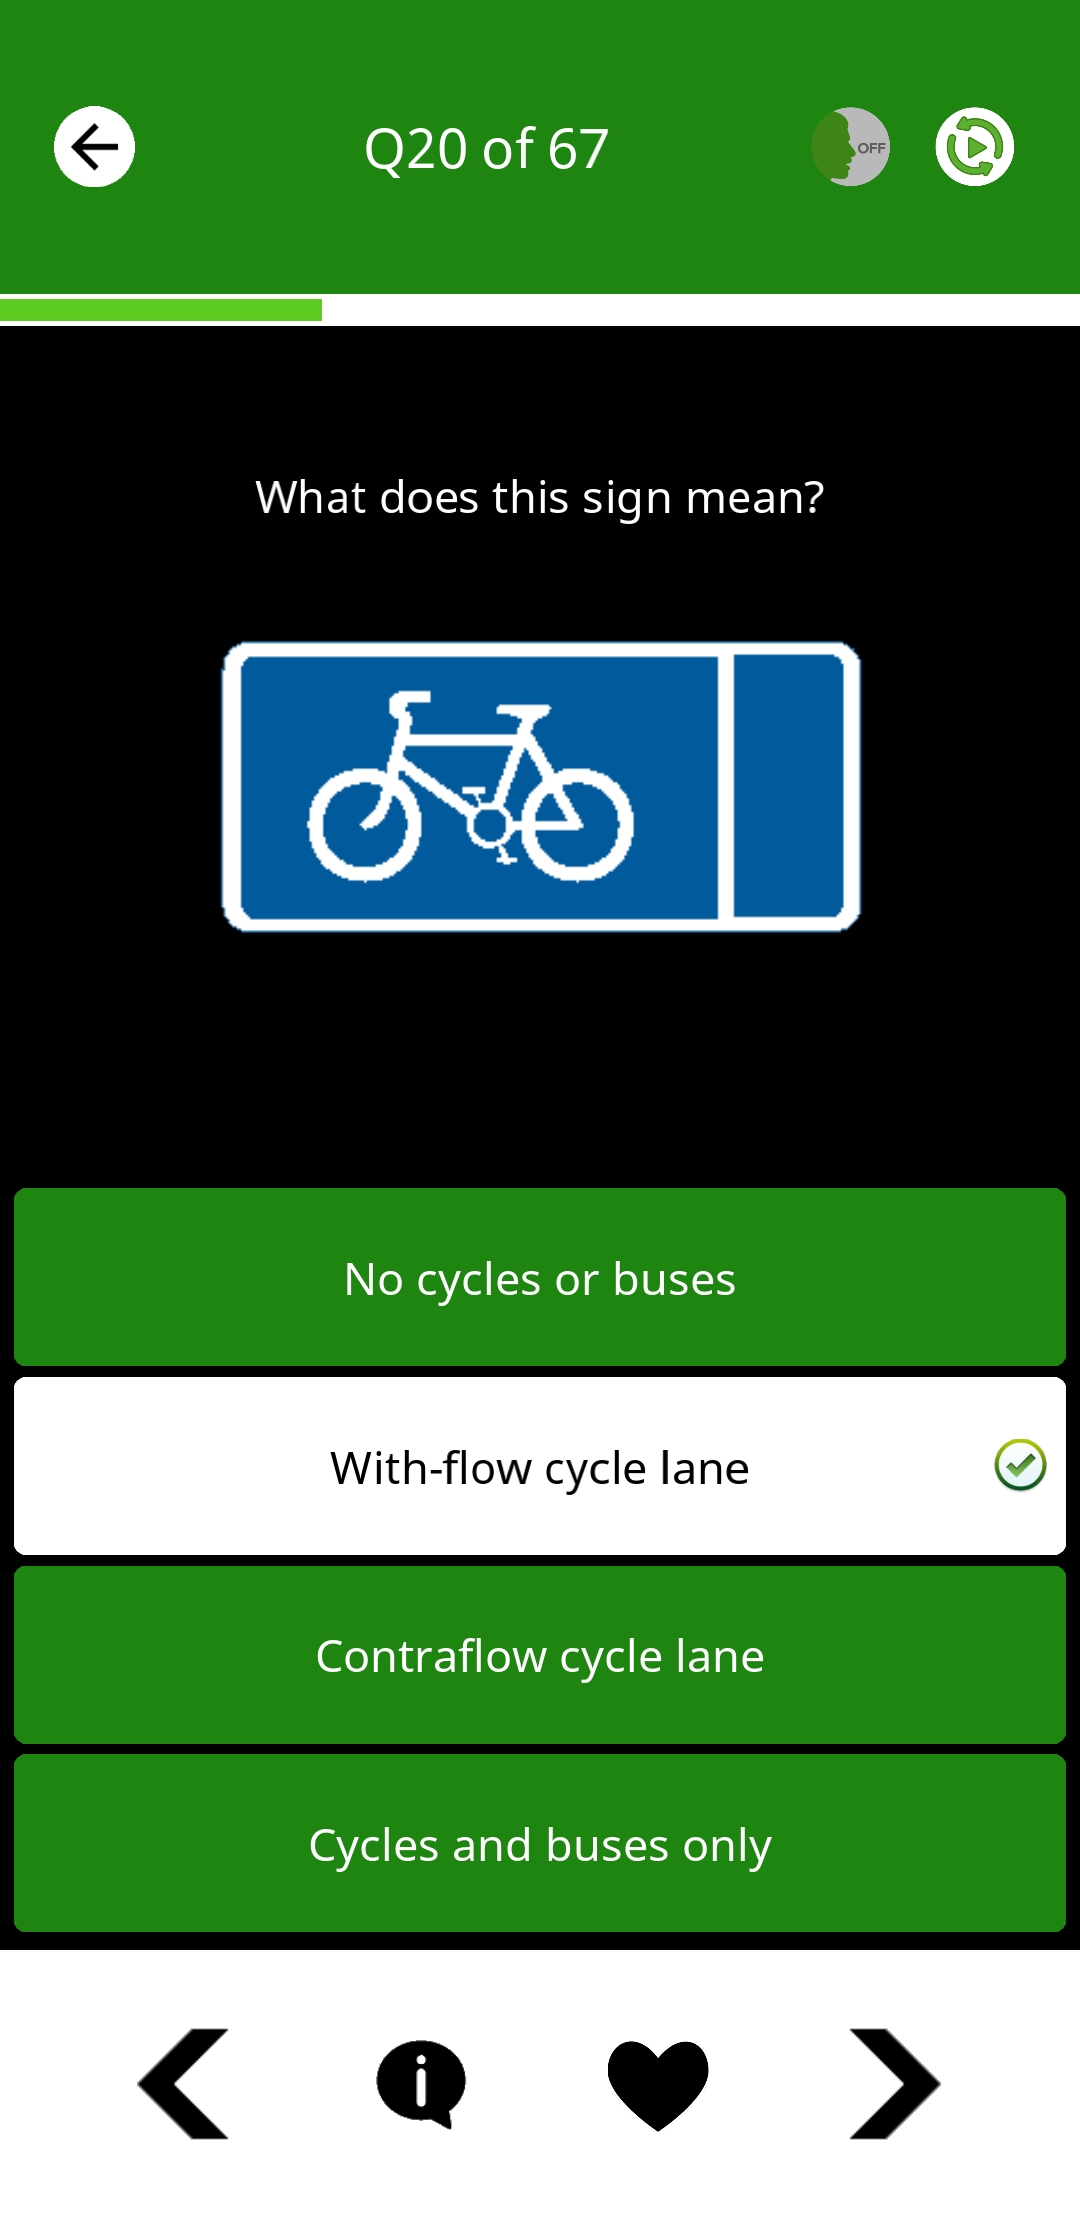 Q20 of 67
OFF
What does this sign mean?
No cycles or buses
With-flow cycle lane
Contraflow cycle lane
Cycles and buses only